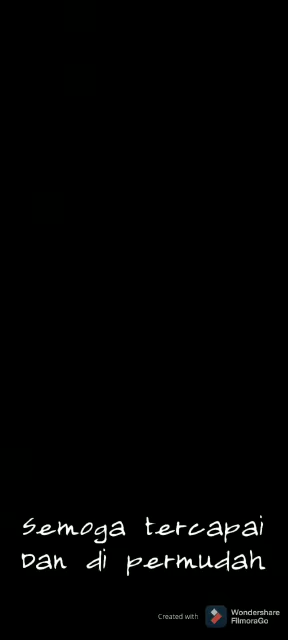 Semoga tercapai
Dan di permudah
Created with Wondershare
FilmoraGo